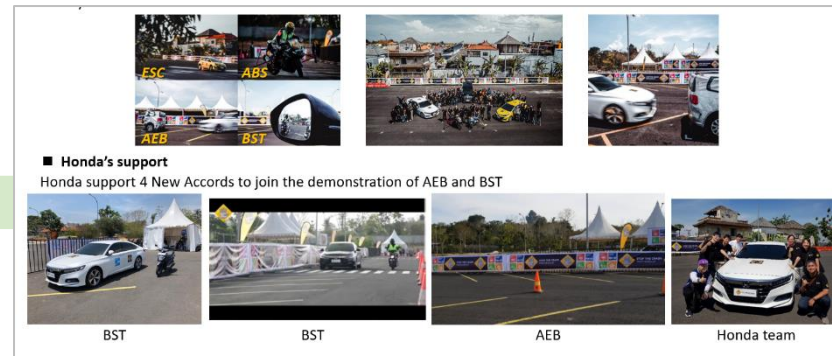 ESC
ABS
AEB
BST
■ Honda's support
Honda support 4 New Accords to join the demonstration of AEB and BST
BST
BST
AEB
Honda team